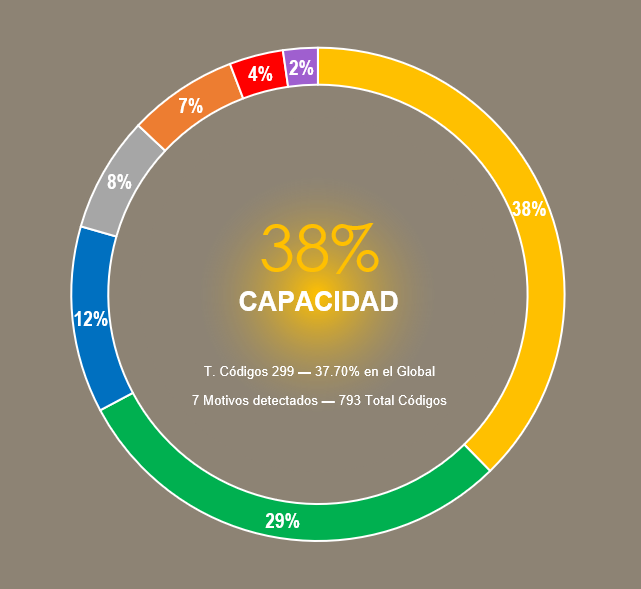 4%
2%
7%
8%
38%
38%
CAPACIDAD
12%
T. Códigos 299 — 37.70% en el Global
7 Motivos detectados — 793 Total Códigos
29%